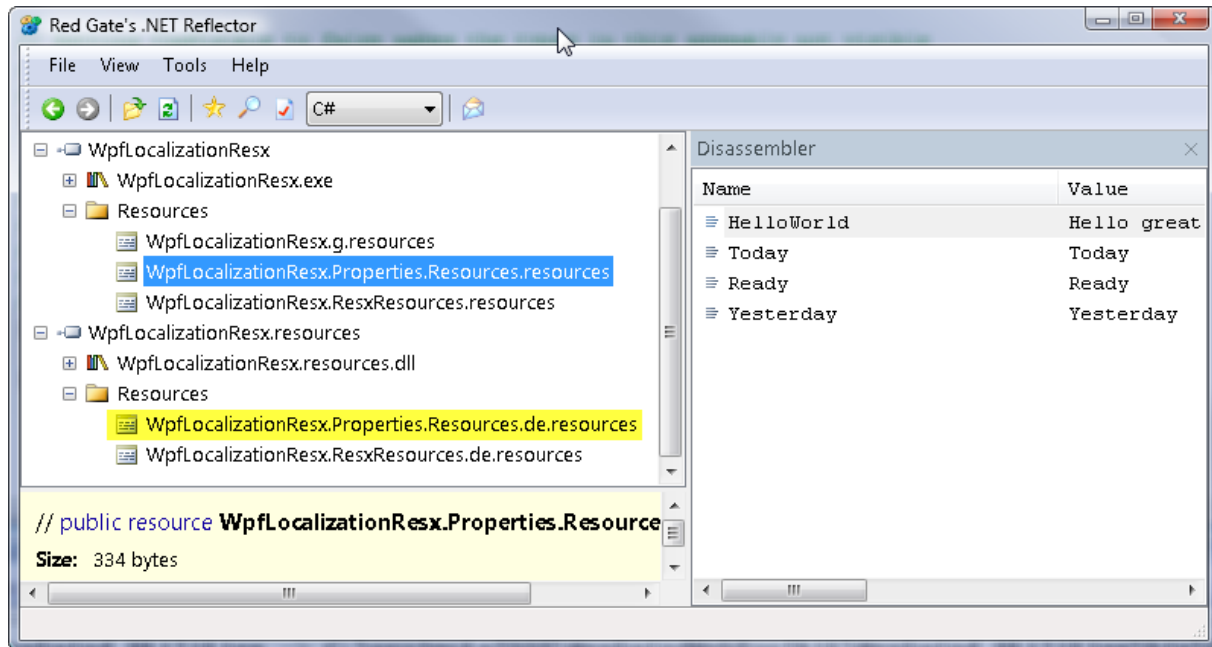 Red Gate's .NET Reflector
File View Tools Help
C#
WpfLocalizationResx
WpfLocalizationResx.exe
Resources
WpfLocalizationResx.g.resources
WpfLocalizationResx.Properties.Resources.resources
WpfLocalizationResx.ResxResources.resources
WpfLocalizationResx.resources
WpfLocalizationResx.resources.dll
Resources
WpfLocalizationResx.Properties.Resources.de.resources
WpfLocalizationResx.ResxResources.de.resources
// public resource WpfLocalizationResx.Properties.Resource
Size: 334 bytes
Disassembler
Name Value
HelloWorld Hello great
Today Today
Ready Ready
Yesterday Yesterday